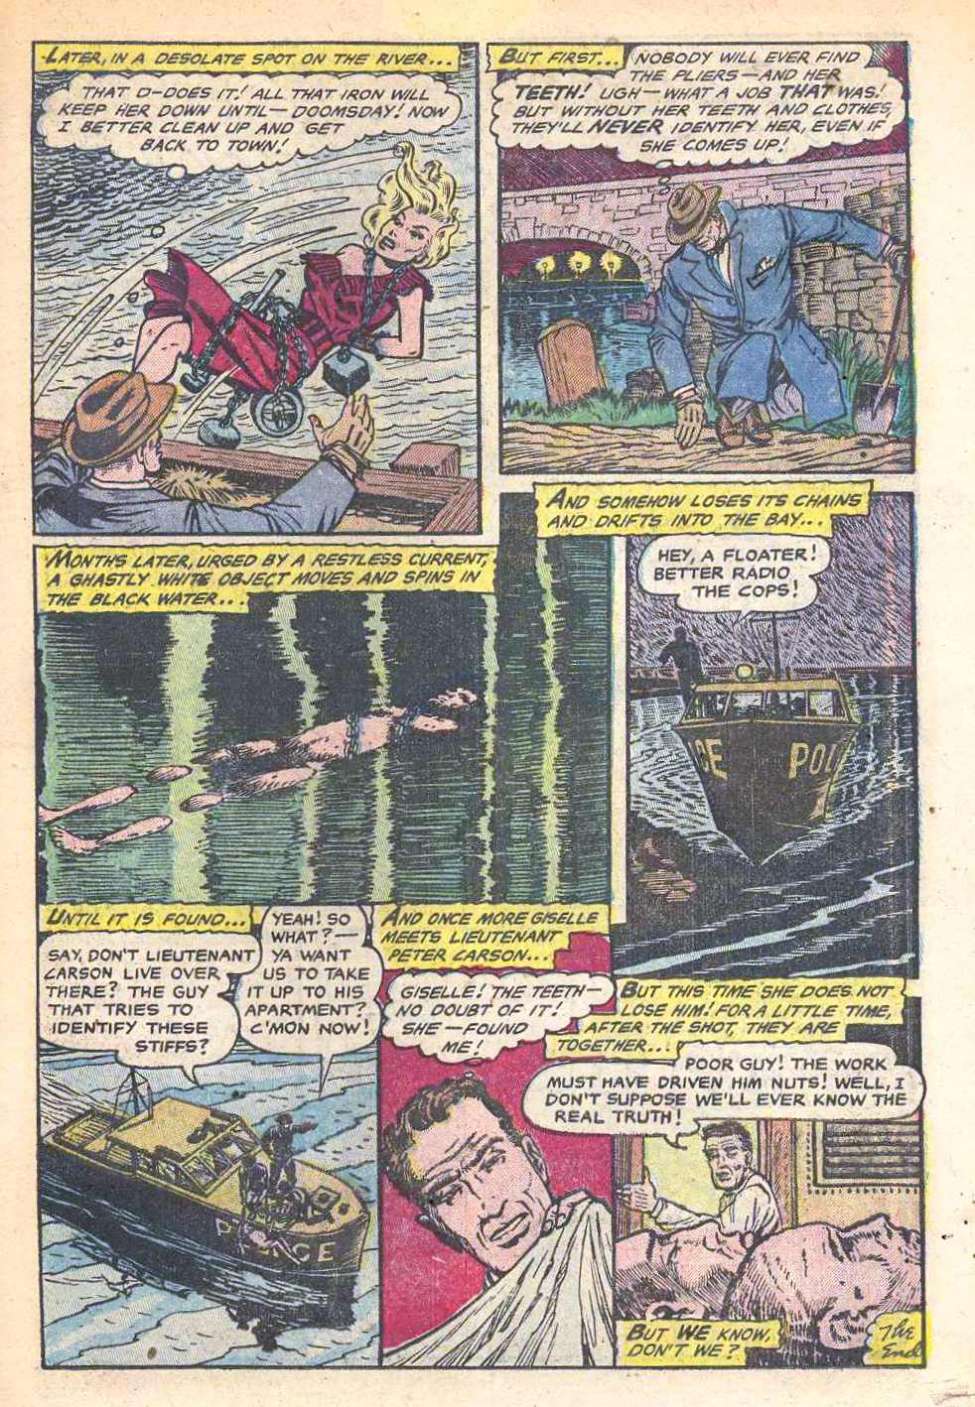 LATER, IN A DESOLATE SPOT ON THE RIVER...
THAT D-DOES IT! ALL THAT IRON WILL
KEEP HER DOWN UNTIL—DOOMSDAY! NOW
I BETTER CLEAN UP AND GET
BACK TO TOWN!
BUT FIRST...
NOBODY WILL EVER FIND
THE PLIERS—AND HER
TEETH! UGH—WHAT A JOB THAT WAS!
BUT WITHOUT HER TEETH AND CLOTHES,
THEY'LL NEVER IDENTIFY HER, EVEN IF
SHE COMES UP!
MONTHS LATER, URGED BY A RESTLESS CURRENT,
A GHASTLY WHITE OBJECT MOVES AND SPINS IN
THE BLACK WATER...
AND SOMEHOW LOSES ITS CHAINS
AND DRIFTS INTO THE BAY...
HEY, A FLOATER!
BETTER RADIO
THE COPS!
CE POLI
UNTIL IT IS FOUND...
SAY, DON'T LIEUTENANT
CARSON LIVE OVER
THERE? THE GUY
THAT TRIES TO
IDENTIFY THESE
STIFFS?
YEAH! SO
WHAT?—
YA WANT
US TO TAKE
IT UP TO HIS
APARTMENT?
C'MON NOW!
AND ONCE MORE GISELLE
MEETS LIEUTENANT
PETER CARSON...
GISELLE! THE TEETH—
NO DOUBT OF IT!
SHE—FOUND
ME!
BUT THIS TIME SHE DOES NOT
LOSE HIM! FOR A LITTLE TIME,
AFTER THE SHOT, THEY ARE
TOGETHER...
POOR GUY! THE WORK
MUST HAVE DRIVEN HIM NUTS! WELL, I
DON'T SUPPOSE WE'LL EVER KNOW THE
REAL TRUTH!
BUT WE KNOW,
DON'T WE?
The
End